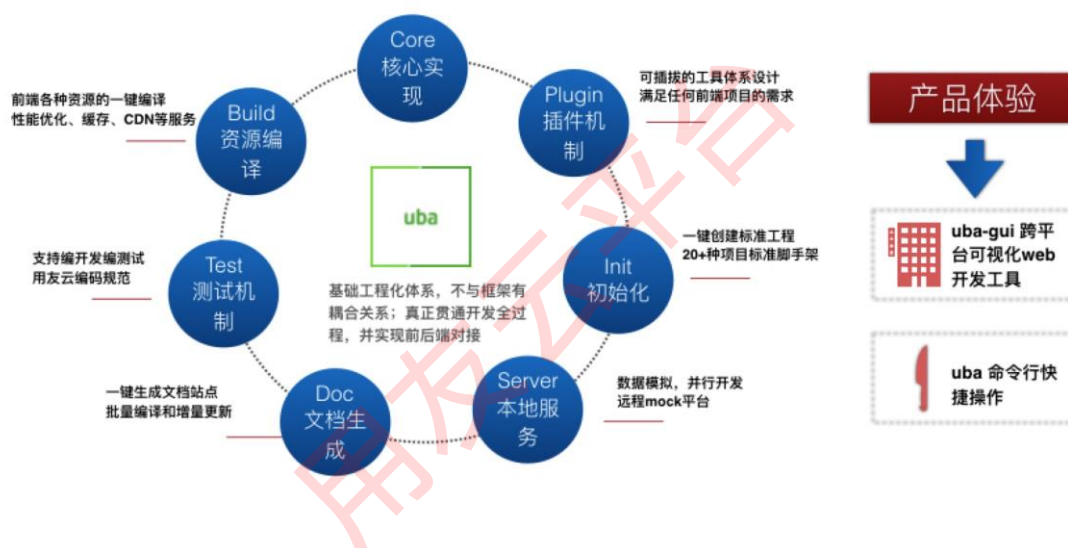 Core
核心实
现
Plugin
插件机
制
可插拔的工具体系设计
满足任何前端项目的需求
Init
初始化
一键创建标准工程
20+种项目标准脚手架
Server
本地服
务
数据模拟，并行开发
远程mock平台
Doc
文档生
成
一键生成文档站点
批量编译和增量更新
Test
测试机
制
支持编开发编测试
用友云编码规范
Build
资源编
译
前端各种资源的一键编译
性能优化、缓存、CDN等服务
uba
基础工程化体系，不与框架有
耦合关系；真正贯通开发全过
程，并实现前后端对接
产品体验
uba-gui 跨平
台可视化web
开发工具
uba 命令行快
捷操作
用友云平台